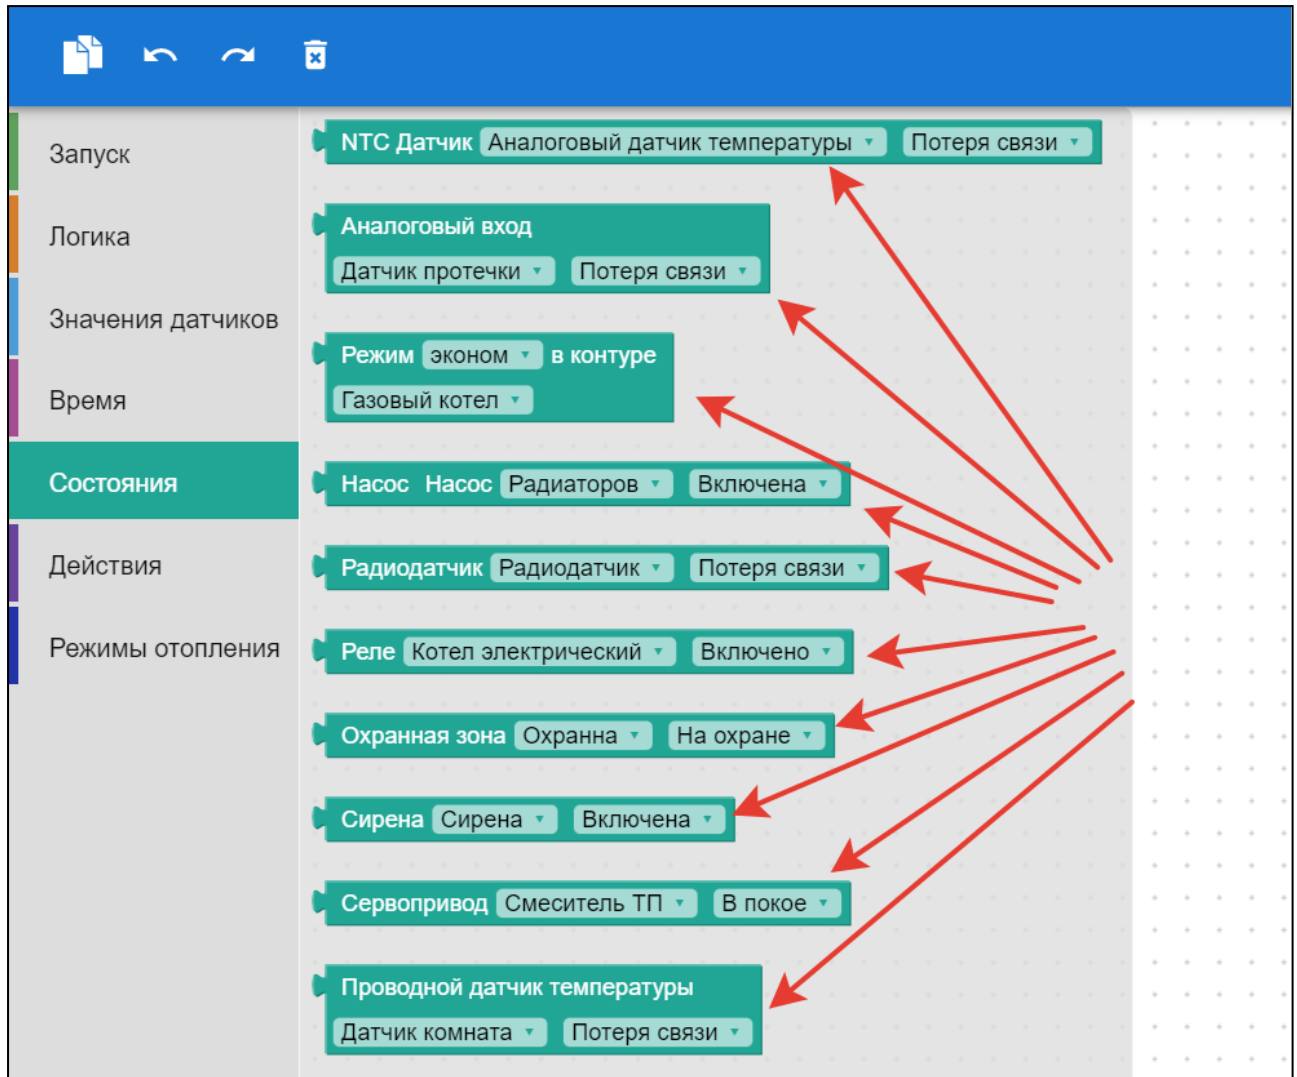 Запуск
Логика
Значения датчиков
Время
Состояния
Действия
Режимы отопления
NTC Датчик Аналоговый датчик температуры Потеря связи
Аналоговый вход
Датчик протечки Потеря связи
Режим эконом в контуре
Газовый котел
Насос Насос Радиаторов Включена
Радиодатчик Радиодатчик Потеря связи
Реле Котел электрический Включено
Охранная зона Охранна На охране
Сирена Сирена Включена
Сервопривод Смеситель ТП В покое
Проводной датчик температуры
Датчик комната Потеря связи